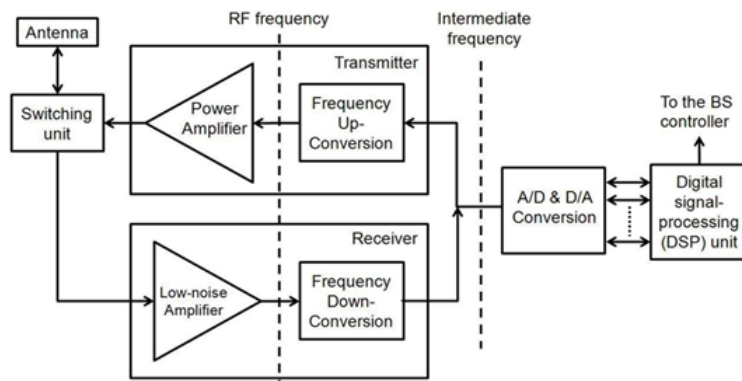 RF frequency
Intermediate
frequency
Antenna
Transmitter
Switching
unit
Power
Amplifier
Frequency
Up-
Conversion
To the BS
controller
A/D & D/A
Conversion
Digital
signal-
processing
(DSP) unit
Receiver
Low-noise
Amplifier
Frequency
Down-
Conversion